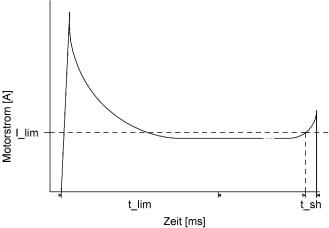 Motorstrom [A]
I_lim
t_lim
t_sh
Zeit [ms]